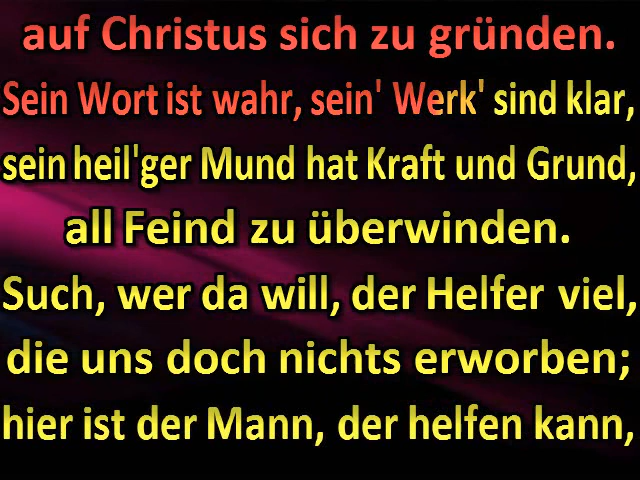 auf Christus sich zu gründen.
Sein Wort ist wahr, sein' Werk' sind klar,
sein heil'ger Mund hat Kraft und Grund,
all Feind zu überwinden.
Such, wer da will, der Helfer viel,
die uns doch nichts erworben;
hier ist der Mann, der helfen kann,